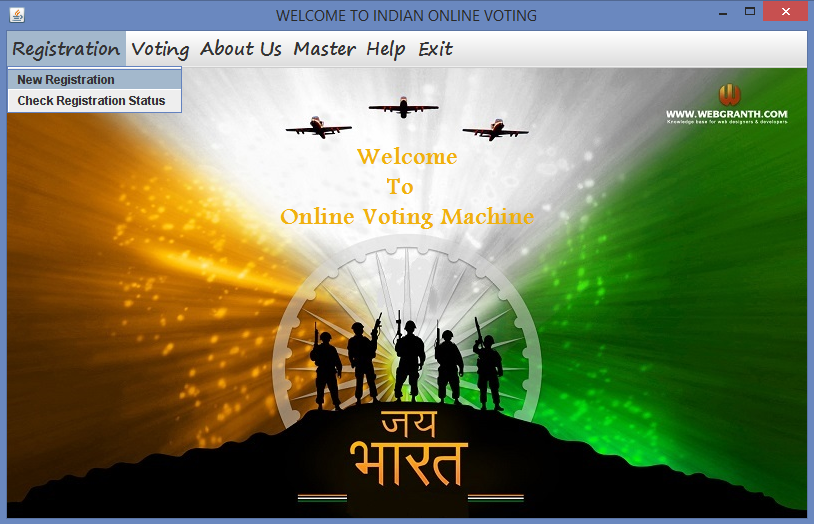 WELCOME TO INDIAN ONLINE VOTING
Registration Voting About Us Master Help Exit
New Registration
Check Registration Status
WWW.WEBGRANTH.COM
Knowledge base for web designers & developers
Welcome
To
Online Voting Machine
जय
भारत